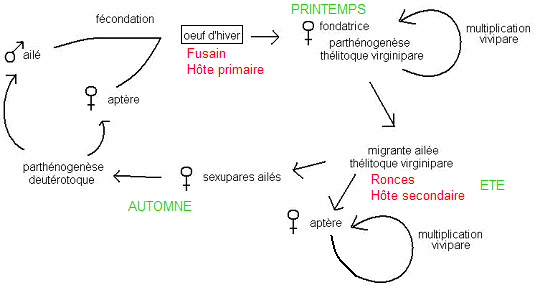 PRINTEMPS
fécondation
♀ fondatrice
multiplication
vivipare
oeuf d'hiver
♂ ailé
parthénogenèse
thélitoque virginipare
Fusain
Hôte primaire
♀ aptère
migrante ailée
thélitoque virginipare
parthénogenèse
deutérotoque
♀ sexupares ailés
Ronces
Hôte secondaire
ETE
AUTOMNE
♀ aptère
multiplication
vivipare